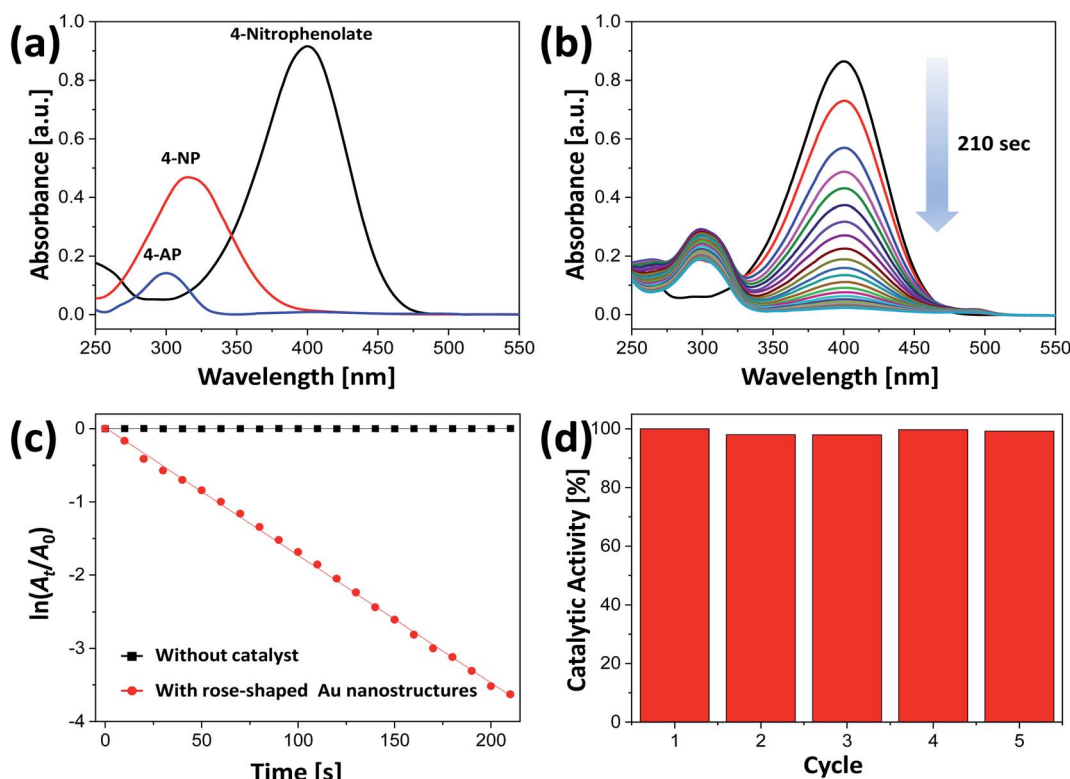 (a)
4-Nitrophenolate
4-NP
4-AP
Absorbance [a.u.]
1.0
0.8
0.6
0.4
0.2
0.0
250 300 350 400 450 500 550
Wavelength [nm]
(b)
210 sec
Absorbance [a.u.]
1.0
0.8
0.6
0.4
0.2
0.0
250 300 350 400 450 500 550
Wavelength [nm]
(c)
ln(At/A0)
0
-1
-2
-3
-4
Without catalyst
With rose-shaped Au nanostructures
0 50 100 150 200
Time [s]
(d)
Catalytic Activity [%]
100
80
60
40
20
0
1 2 3 4 5
Cycle